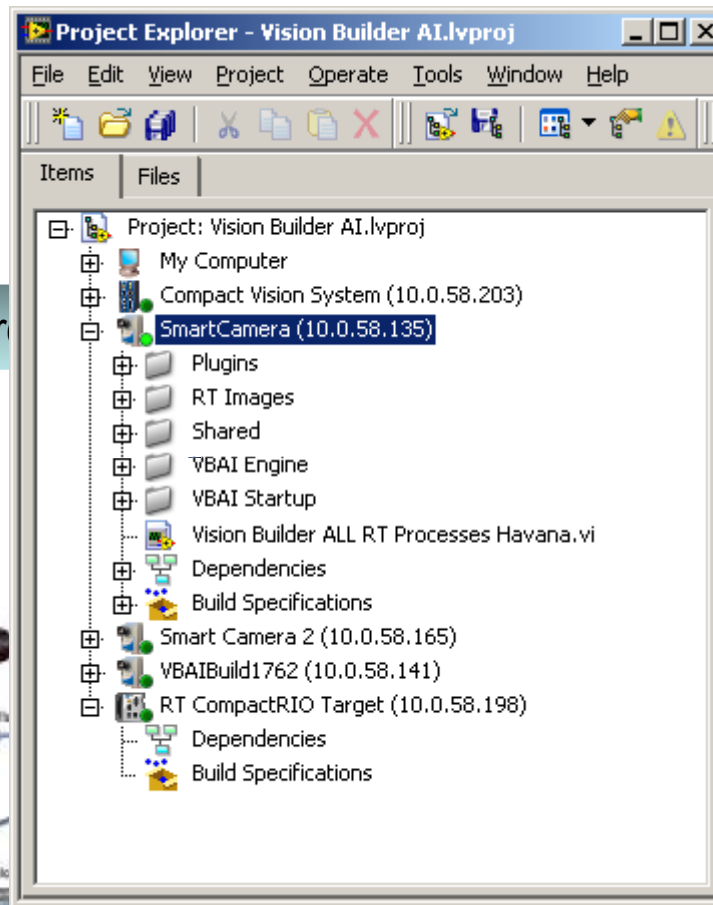 Project Explorer - Vision Builder AI.lvproj
File Edit View Project Operate Tools Window Help
Items Files
Project: Vision Builder AI.lvproj
My Computer
Compact Vision System (10.0.58.203)
SmartCamera (10.0.58.135)
Plugins
RT Images
Shared
VBAI Engine
VBAI Startup
Vision Builder ALL RT Processes Havana.vi
Dependencies
Build Specifications
Smart Camera 2 (10.0.58.165)
VBAIBuild1762 (10.0.58.141)
RT CompactRIO Target (10.0.58.198)
Dependencies
Build Specifications